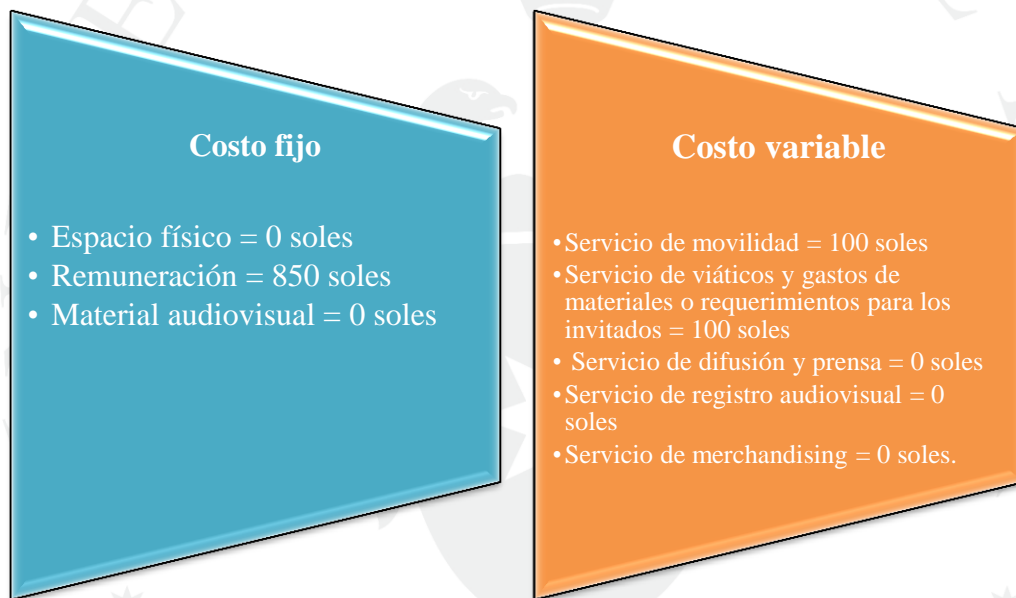 Costo fijo
• Espacio físico = 0 soles
• Remuneración = 850 soles
• Material audiovisual = 0 soles
Costo variable
•Servicio de movilidad = 100 soles
•Servicio de viáticos y gastos de
materiales o requerimientos para los
invitados = 100 soles
• Servicio de difusión y prensa = 0 soles
•Servicio de registro audiovisual = 0
soles
•Servicio de merchandising = 0 soles.